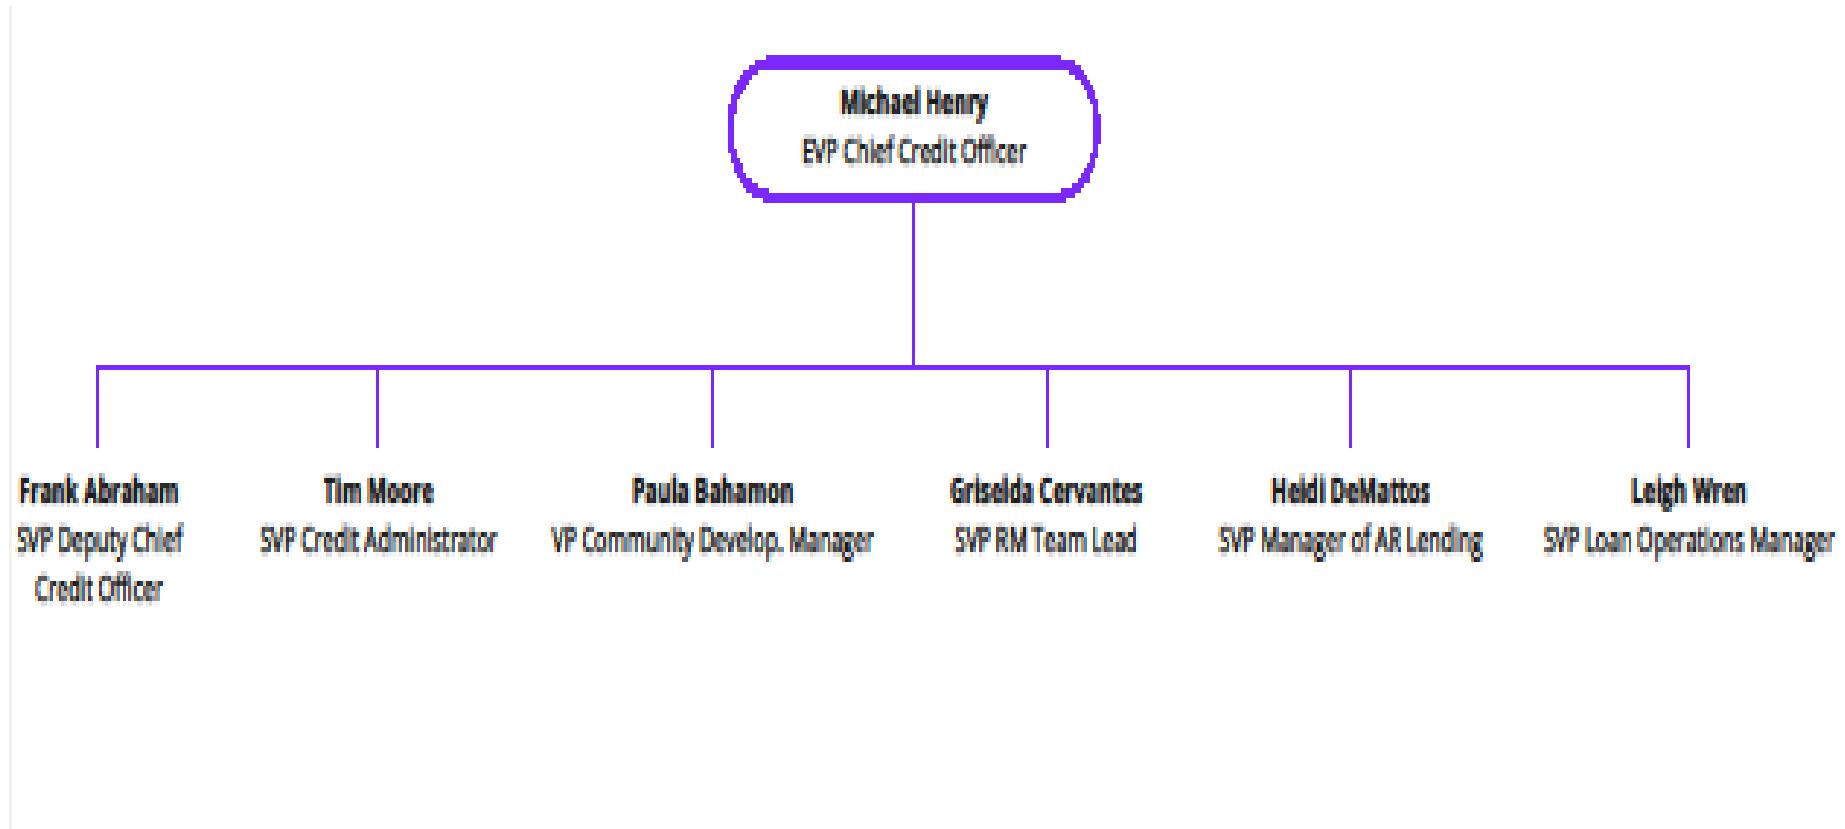 Michael Henry
EVP Chief Credit Officer
Frank Abraham
SVP Deputy Chief
Credit Officer
Tim Moore
SVP Credit Administrator
Paula Bahamon
VP Community Develop. Manager
Griselda Cervantes
SVP RM Team Lead
Heidi DeMattos
SVP Manager of AR Lending
Leigh Wren
SVP Loan Operations Manager